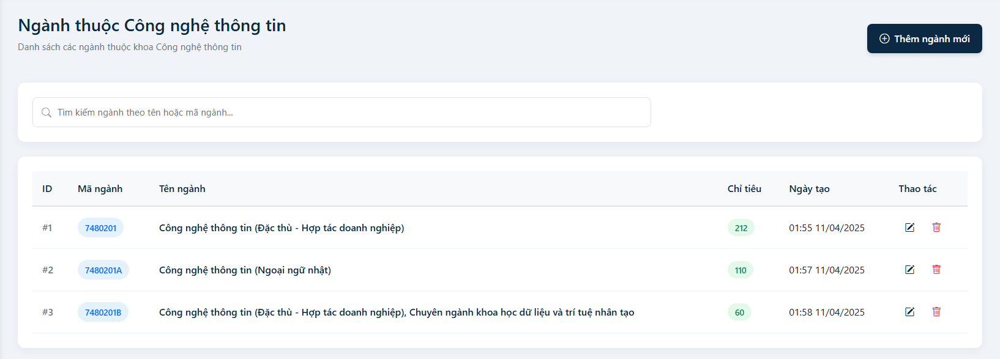 Ngành thuộc Công nghệ thông tin
Danh sách các ngành thuộc khoa Công nghệ thông tin
Thêm ngành mới
Tìm kiếm ngành theo tên hoặc mã ngành...
ID Mã ngành Tên ngành Chỉ tiêu Ngày tạo Thao tác
#1 7480201 Công nghệ thông tin (Đặc thù - Hợp tác doanh nghiệp) 212 01:55 11/04/2025
#2 7480201A Công nghệ thông tin (Ngoại ngữ nhật) 110 01:57 11/04/2025
#3 7480201B Công nghệ thông tin (Đặc thù - Hợp tác doanh nghiệp), Chuyên ngành khoa học dữ liệu và trí tuệ nhân tạo 60 01:58 11/04/2025